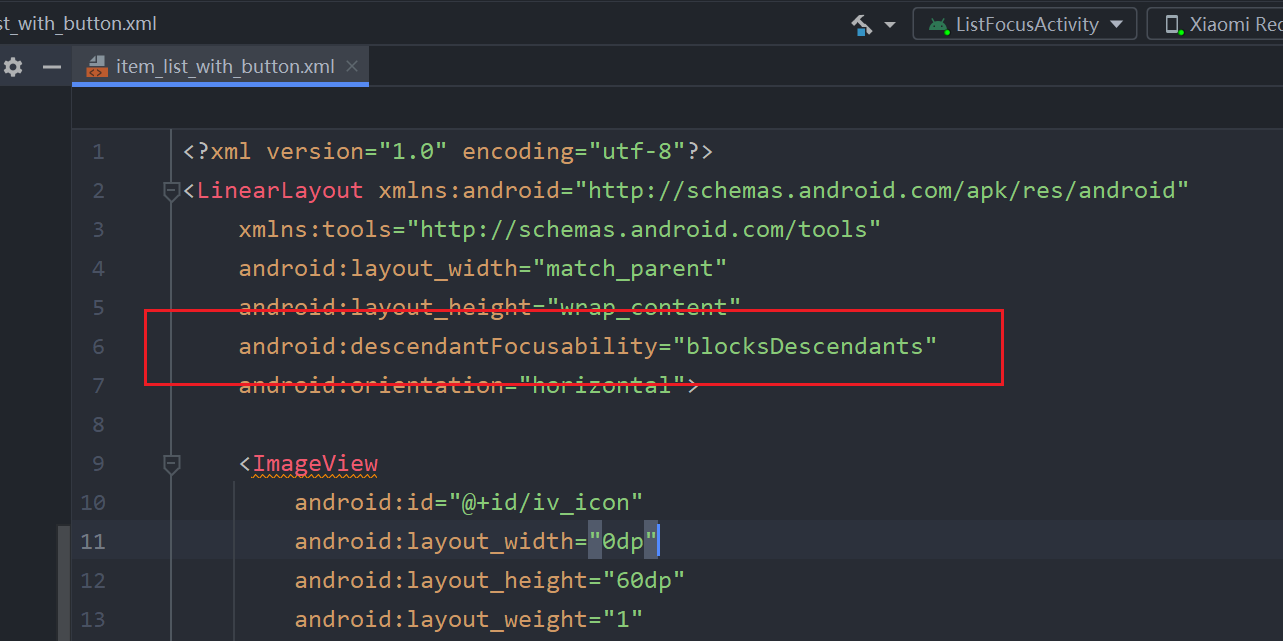 st_with_button.xml
ListFocusActivity
Xiaomi Rec
item_list_with_button.xml
1 <?xml version="1.0" encoding="utf-8"?>
2 <LinearLayout xmlns:android="http://schemas.android.com/apk/res/android"
3 xmlns:tools="http://schemas.android.com/tools"
4 android:layout_width="match_parent"
5 android:layout_height="wrap_content"
6 android:descendantFocusability="blocksDescendants"
7 android:orientation="horizontal">
8
9 <ImageView
10 android:id="@+id/iv_icon"
11 android:layout_width="0dp"
12 android:layout_height="60dp"
13 android:layout_weight="1"